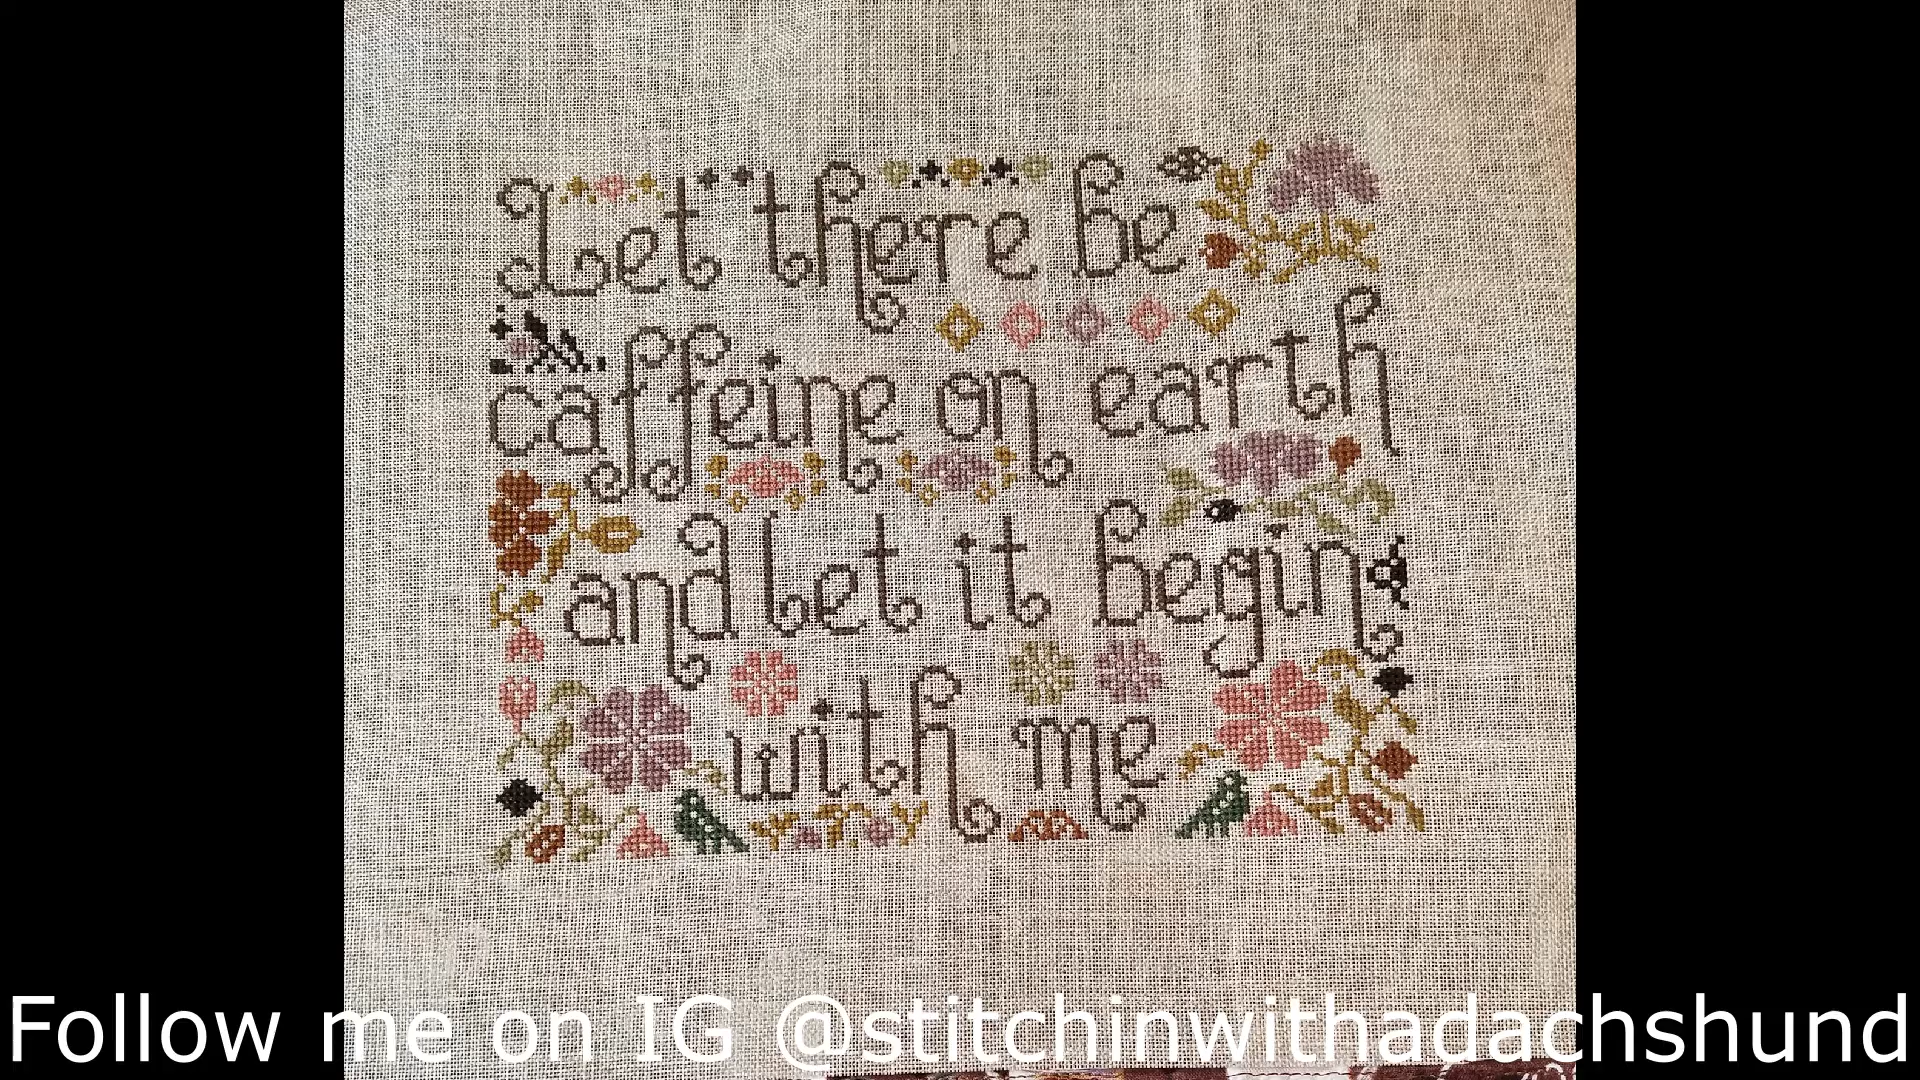 Let there be
caffeine on earth
and let it begin
with me
Follow me on IG @stitchinwithadachshund